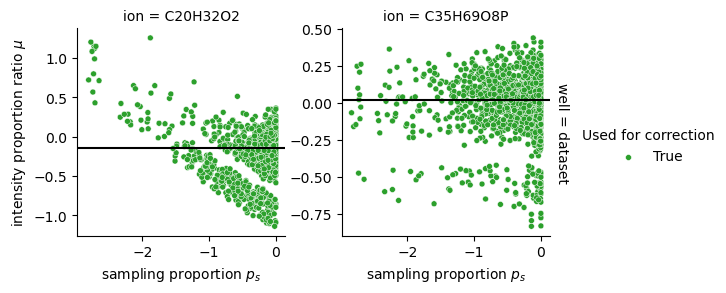 ion = C20H32O2
ion = C35H69O8P
intensity proportion ratio μ
1.0
0.5
0.0
−0.5
−1.0
−2
−1
0
sampling proportion pₛ
0.50
0.25
0.00
−0.25
−0.50
−0.75
−2
−1
0
sampling proportion pₛ
well = dataset
Used for correction
True